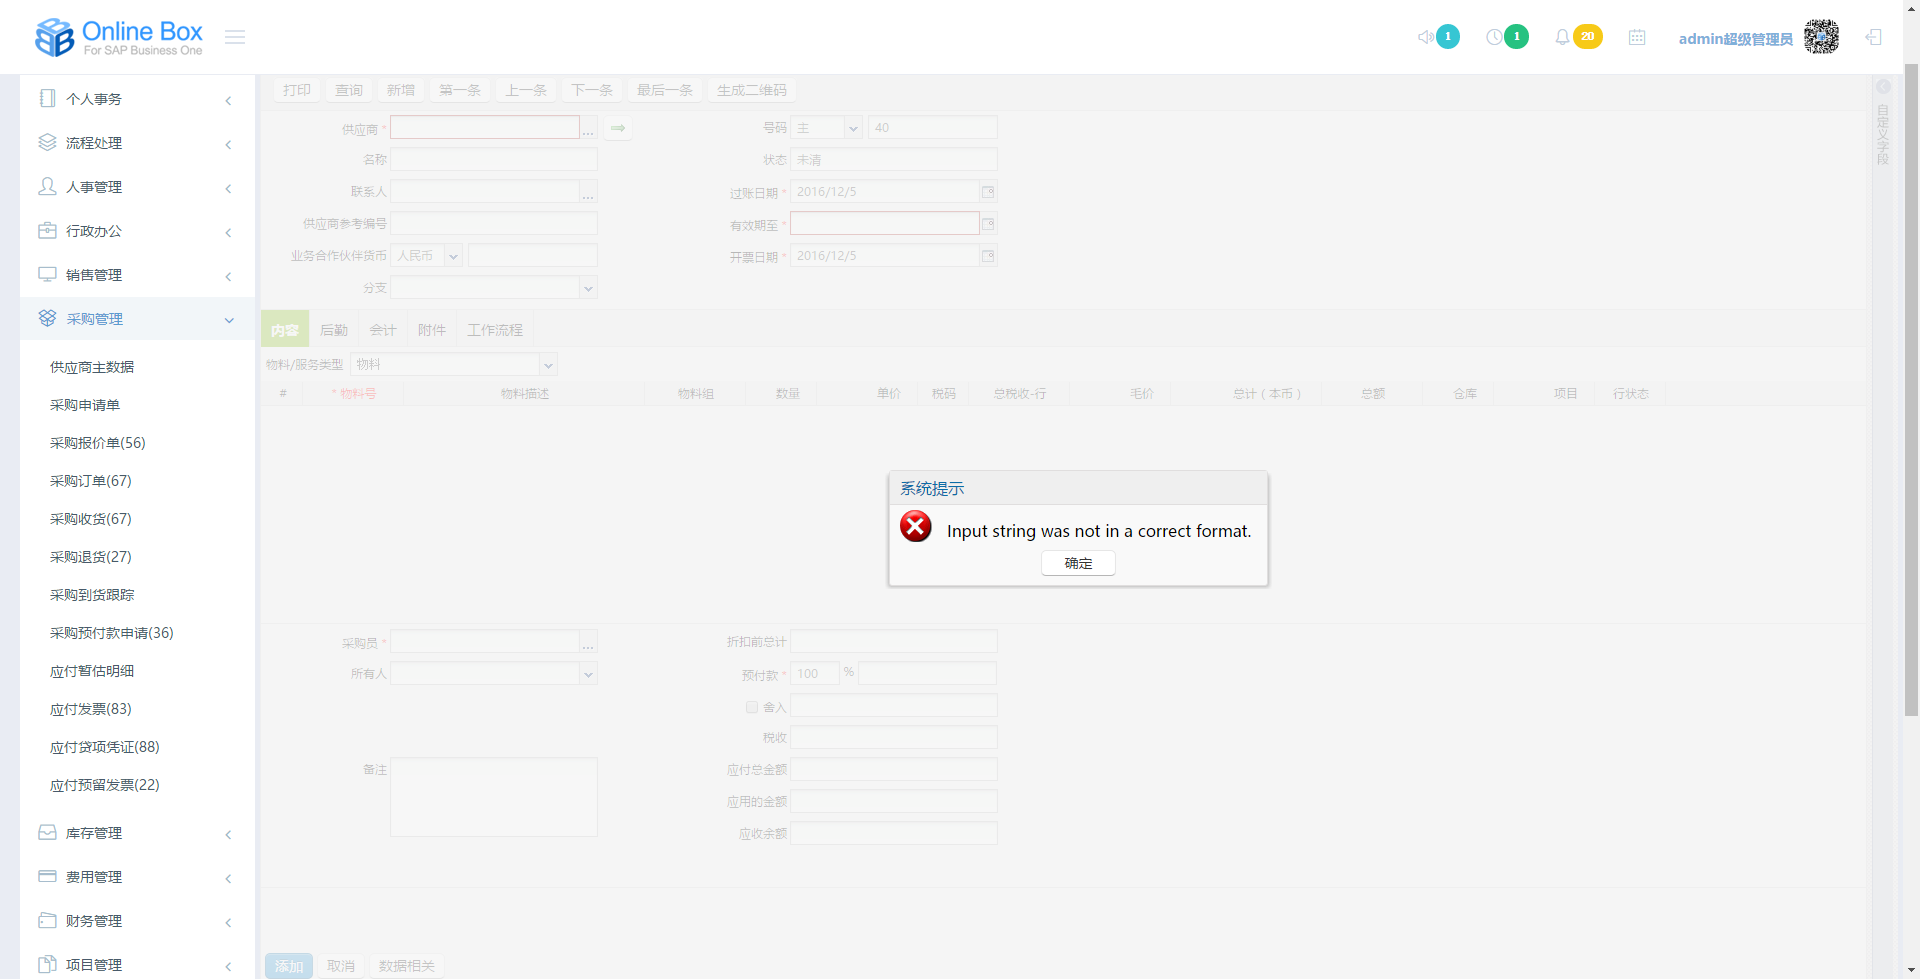 Online Box
For SAP Business One
1
1
20
admin超级管理员
个人事务
流程处理
人事管理
行政办公
销售管理
采购管理
供应商主数据
采购申请单
采购报价单(56)
采购订单(67)
采购收货(67)
采购退货(27)
采购到货跟踪
采购预付款申请(36)
应付暂估明细
应付发票(83)
应付贷项凭证(88)
应付预留发票(22)
库存管理
费用管理
财务管理
项目管理
打印 查询 新增 第一条 上一条 下一条 最后一条 生成二维码
供应商 * ...
号码 主 40
名称
状态 未清
联系人 ...
过账日期 * 2016/12/5
供应商参考编号
有效期至 *
业务合作伙伴货币 人民币
开票日期 * 2016/12/5
分支
自定义字段
内容 后勤 会计 附件 工作流程
物料/服务类型 物料
# * 物料号 物料描述 物料组 数量 单价 税码 总税收-行 毛价 总计（本币） 总额 仓库 项目 行状态
系统提示
Input string was not in a correct format.
确定
采购员 * ...
折扣前总计
所有人
预付款 * 100 %
舍入
税收
备注
应付总金额
应用的金额
应收余额
添加 取消 数据相关